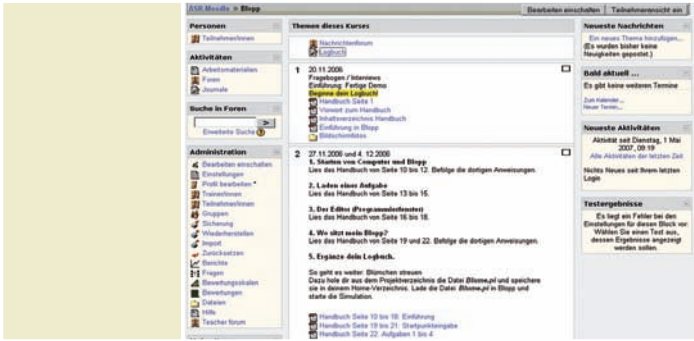 ASR Moodle » Blopp
Bearbeiten einschalten
Teilnehmeransicht ein
Personen
Teilnehmer/innen
Aktivitäten
Arbeitsmaterialien
Foren
Journale
Suche in Foren
>
Erweiterte Suche
Administration
Bearbeiten einschalten
Einstellungen
Profil bearbeiten
Trainer/innen
Teilnehmer/innen
Gruppen
Sicherung
Wiederherstellen
Import
Zurücksetzen
Berichte
Fragen
Bewertungsskalen
Bewertungen
Dateien
Hilfe
Teacher forum
Themen dieses Kurses
Nachrichtenforum
Logbuch
1 20.11.2006
Fragebogen / Interviews
Einführung: Fertige Demo
Beginne dein Logbuch!
Handbuch Seite 1
Vorwort zum Handbuch
Inhaltsverzeichnis Handbuch
Einführung in Blopp
Bildschirmfotos
2 27.11.2006 und 4. 12.2006
1. Starten von Computer und Blopp
Lies das Handbuch von Seite 10 bis 12. Befolge die dortigen Anweisungen.
2. Laden einer Aufgabe
Lies das Handbuch von Seite 13 bis 15.
3. Der Editor (Programmierfenster)
Lies das Handbuch von Seite 16 bis 18.
4. Wo sitzt mein Blopp?
Lies das Handbuch von Seite 19 und 22. Befolge die dortigen Anweisungen.
5. Ergänze dein Logbuch.
So geht es weiter: Blümchen streuen
Dazu hole dir aus dem Projektverzeichnis die Datei Blume.pl und speichere
sie in deinem Home-Verzeichnis. Lade die Datei Blume.pl in Blopp und
starte die Simulation.
Handbuch Seite 10 bis 18: Einführung
Handbuch Seite 19 bis 21: Startpunkteingabe
Handbuch Seite 22: Aufgaben 1 bis 4
Neueste Nachrichten
Ein neues Thema hinzufügen...
(Es wurden bisher keine
Neuigkeiten gepostet.)
Bald aktuell ...
Es gibt keine weiteren Termine
Zum Kalender...
Neuer Termin...
Neueste Aktivitäten
Aktivität seit Dienstag, 1 Mai
2007, 09:19
Alle Aktivitäten der letzten Zeit
Nichts Neues seit Ihrem letzten
Login
Testergebnisse
Es liegt ein Fehler bei den
Einstellungen für diesen Block vor:
Wählen Sie einen Test aus,
dessen Ergebnisse angezeigt
werden sollen.